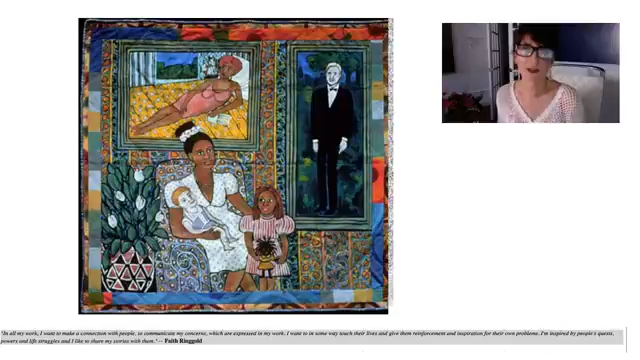 "In all my work, I want to make a connection with people, to communicate my concerns, which are expressed in my work. I want to in some way touch their lives and give them reinforcement and inspiration for their own problems. I'm inspired by people's quests,
powers and life struggles and I like to share my stories with them." -- Faith Ringgold